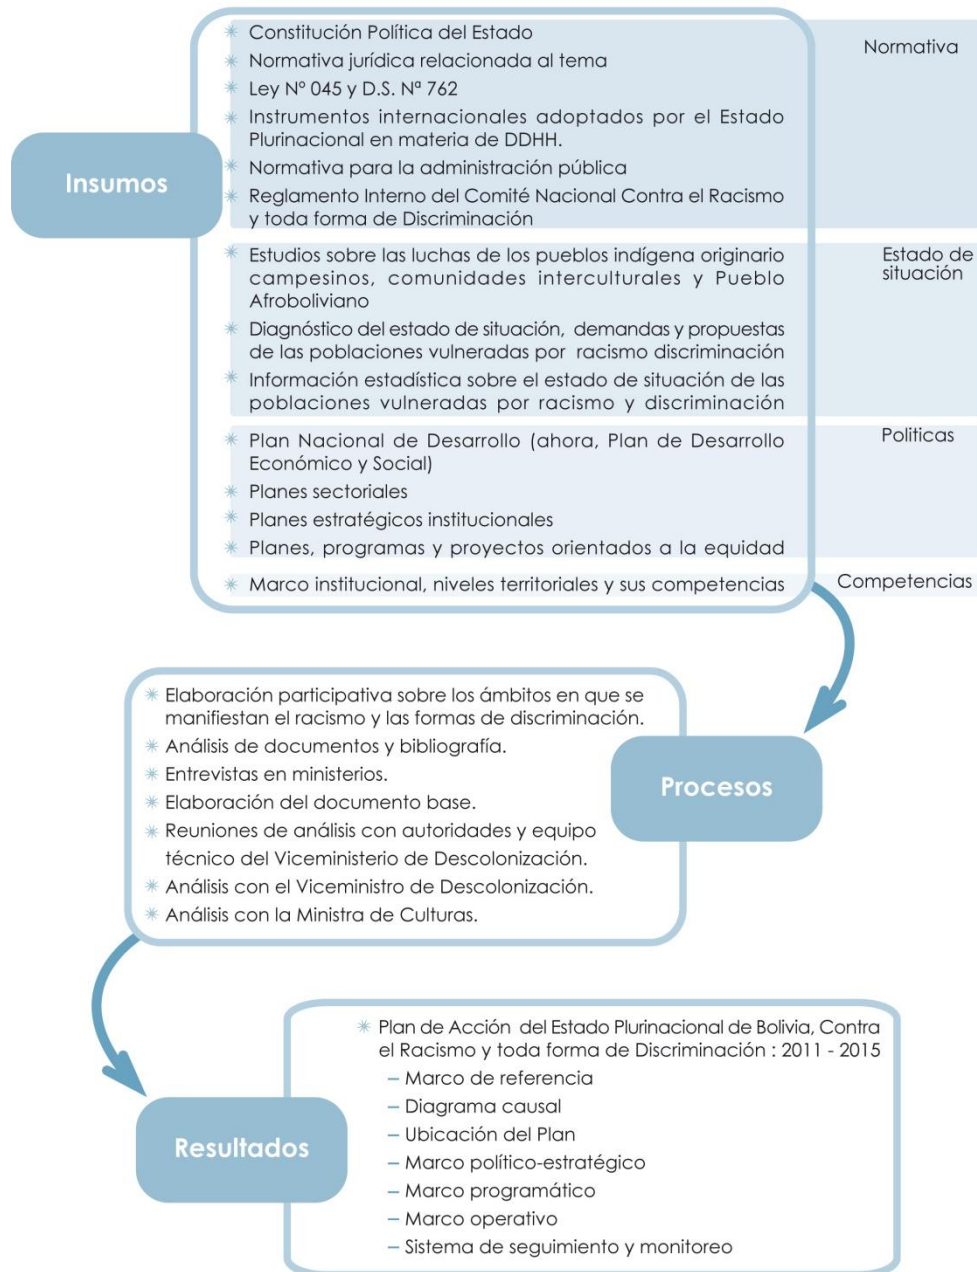 Constitución Política del Estado
Normativa jurídica relacionada al tema
Ley Nº 045 y D.S. Nª 762
Instrumentos internacionales adoptados por el Estado
Plurinacional en materia de DDHH.
Normativa para la administración pública
Reglamento Interno del Comité Nacional Contra el Racismo
y toda forma de Discriminación
Normativa
Insumos
Estudios sobre las luchas de los pueblos indígena originario
campesinos, comunidades interculturales y Pueblo
Afroboliviano
Diagnóstico del estado de situación, demandas y propuestas
de las poblaciones vulneradas por racismo discriminación
Información estadística sobre el estado de situación de las
poblaciones vulneradas por racismo y discriminación
Estado de
situación
Plan Nacional de Desarrollo (ahora, Plan de Desarrollo
Económico y Social)
Planes sectoriales
Planes estratégicos institucionales
Planes, programas y proyectos orientados a la equidad
Politicas
Marco institucional, niveles territoriales y sus competencias
Competencias
Elaboración participativa sobre los ámbitos en que se
manifiestan el racismo y las formas de discriminación.
Análisis de documentos y bibliografía.
Entrevistas en ministerios.
Elaboración del documento base.
Reuniones de análisis con autoridades y equipo
técnico del Viceministerio de Descolonización.
Análisis con el Viceministro de Descolonización.
Análisis con la Ministra de Culturas.
Procesos
Plan de Acción del Estado Plurinacional de Bolivia, Contra
el Racismo y toda forma de Discriminación : 2011 - 2015
– Marco de referencia
– Diagrama causal
– Ubicación del Plan
– Marco político-estratégico
– Marco programático
– Marco operativo
– Sistema de seguimiento y monitoreo
Resultados